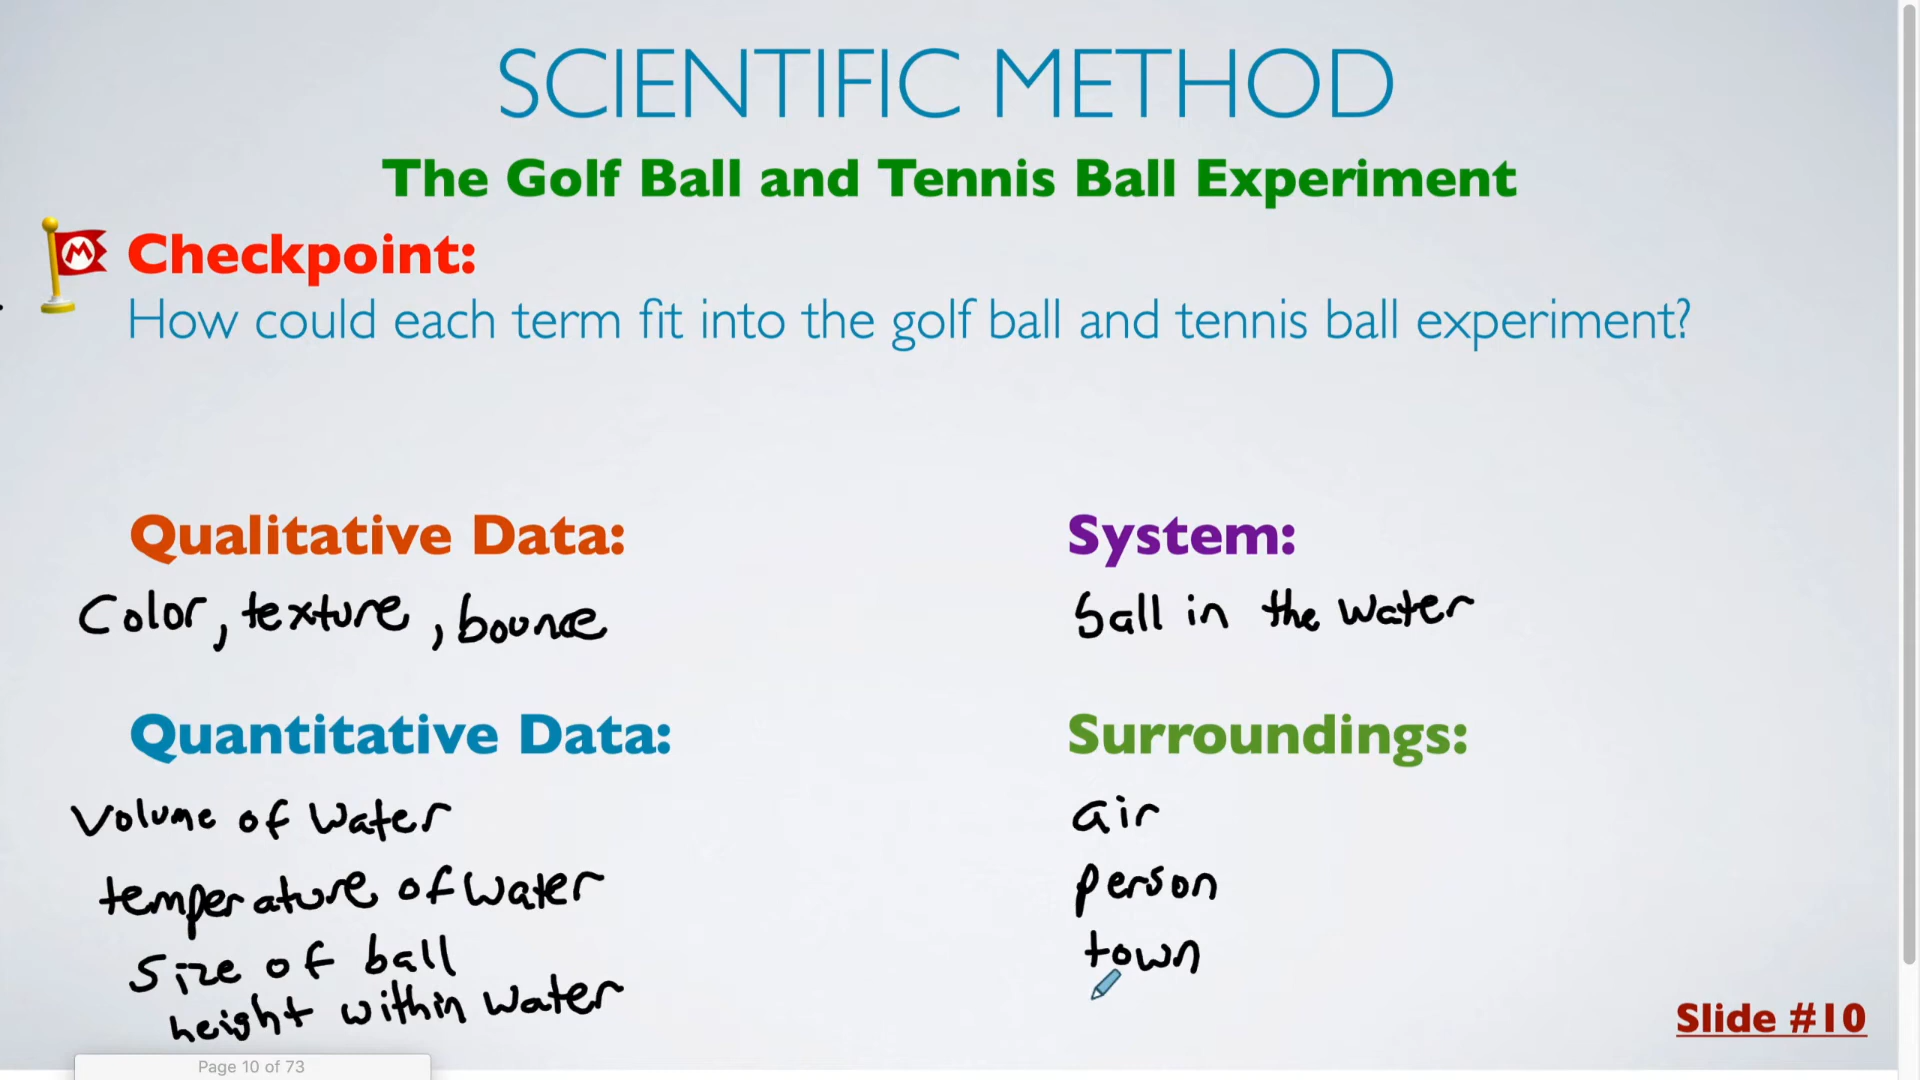 SCIENTIFIC METHOD
The Golf Ball and Tennis Ball Experiment
M
Checkpoint:
How could each term fit into the golf ball and tennis ball experiment?
Qualitative Data:
Color, texture, bounce
Quantitative Data:
Volume of Water
temperature of water
Size of ball
height within water
System:
ball in the water
Surroundings:
air
person
town
Slide #10
Page 10 of 73